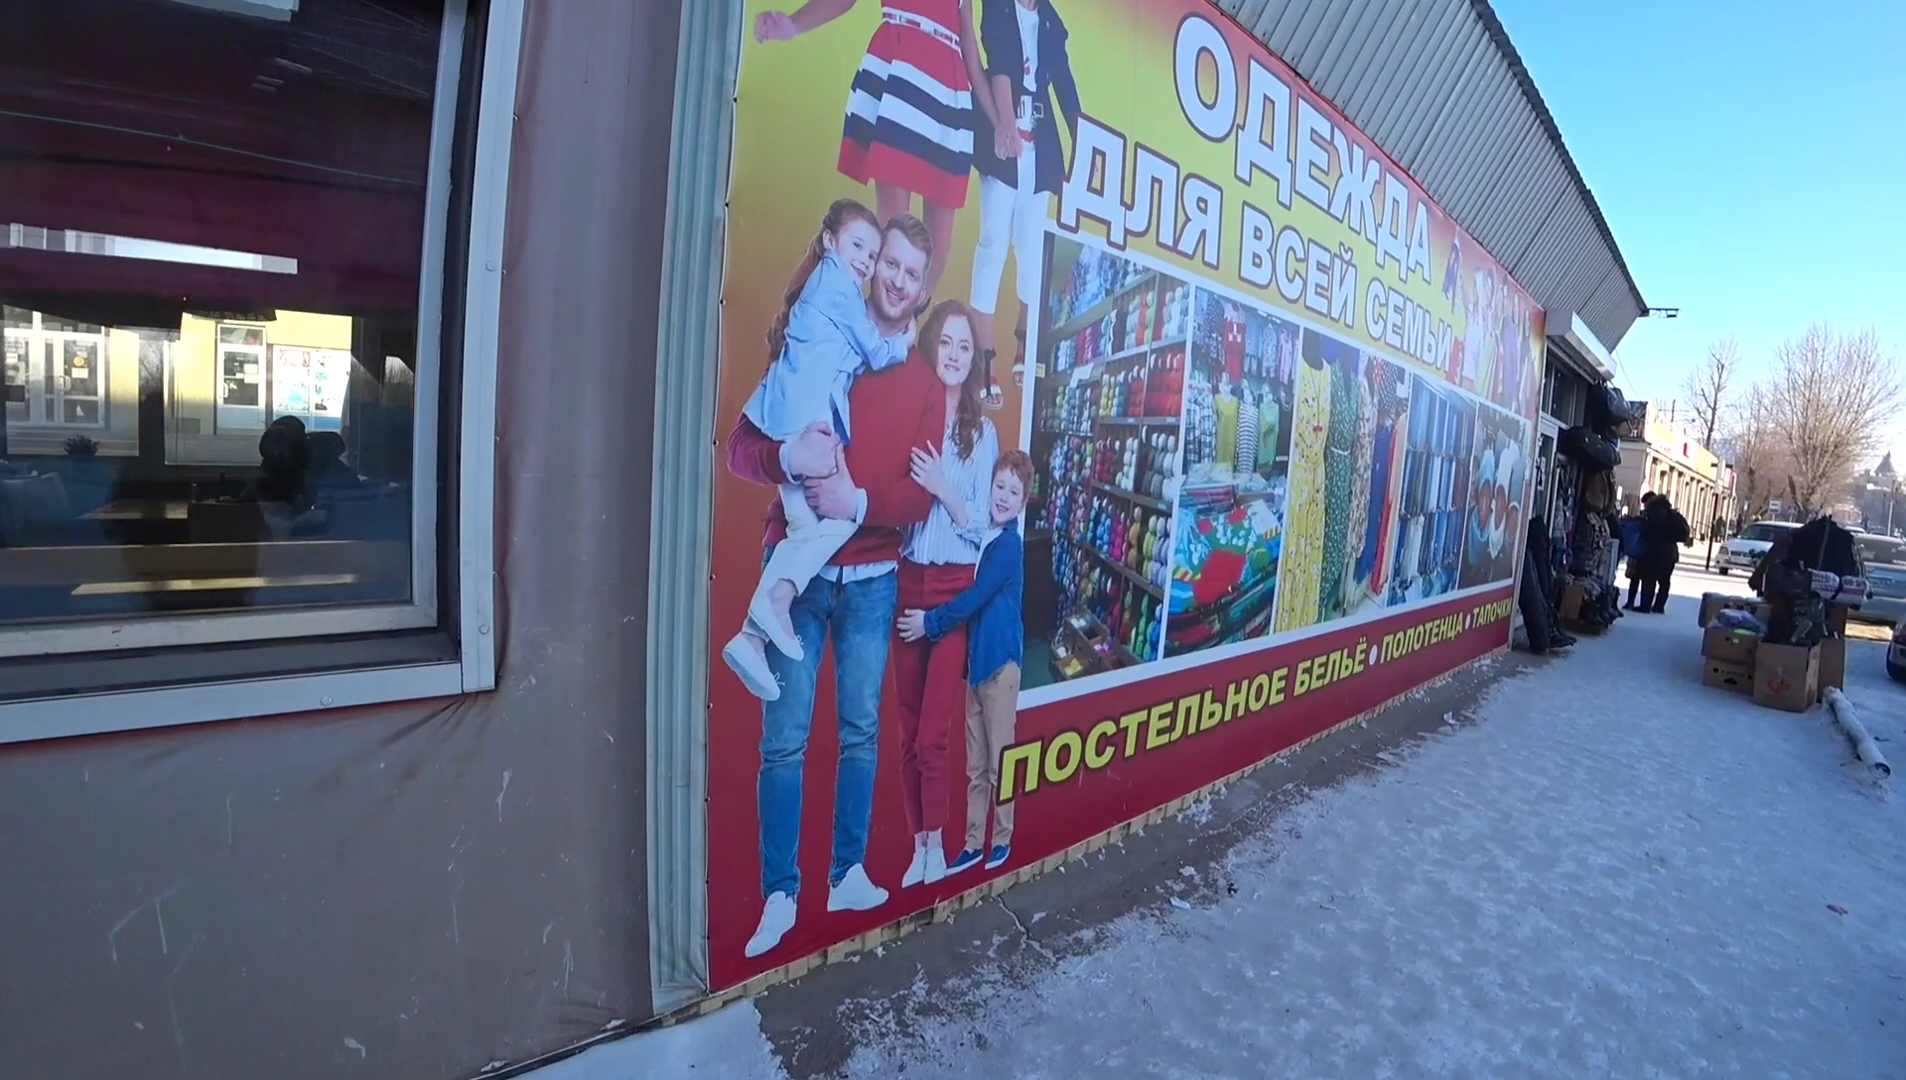 ОДЕЖДА
ДЛЯ ВСЕЙ СЕМЬИ
ПОСТЕЛЬНОЕ БЕЛЬЁ • ПОЛОТЕНЦА • ТАПОЧКИ